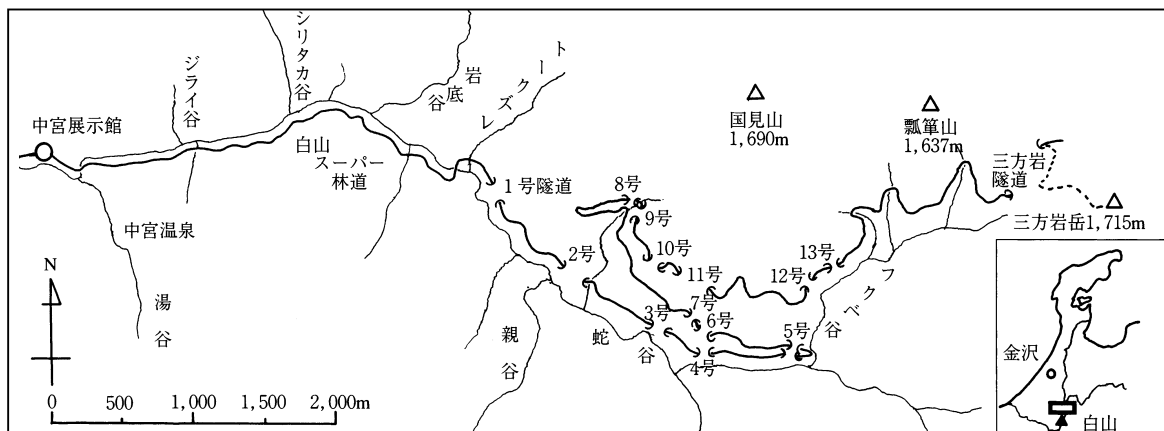 中宮展示館
ジライ谷
シリタカ谷
岩底谷
トークズレ
白山
スーパー
林道
中宮温泉
湯谷
N
0 500 1,000 1,500 2,000m
1号隧道
2号
3号
4号
5号
6号
7号
8号
9号
10号
11号
12号
13号
親谷
蛇谷
フクベ谷
国見山
1,690m
瓢箪山
1,637m
三方岩
隧道
三方岩岳1,715m
金沢
白山